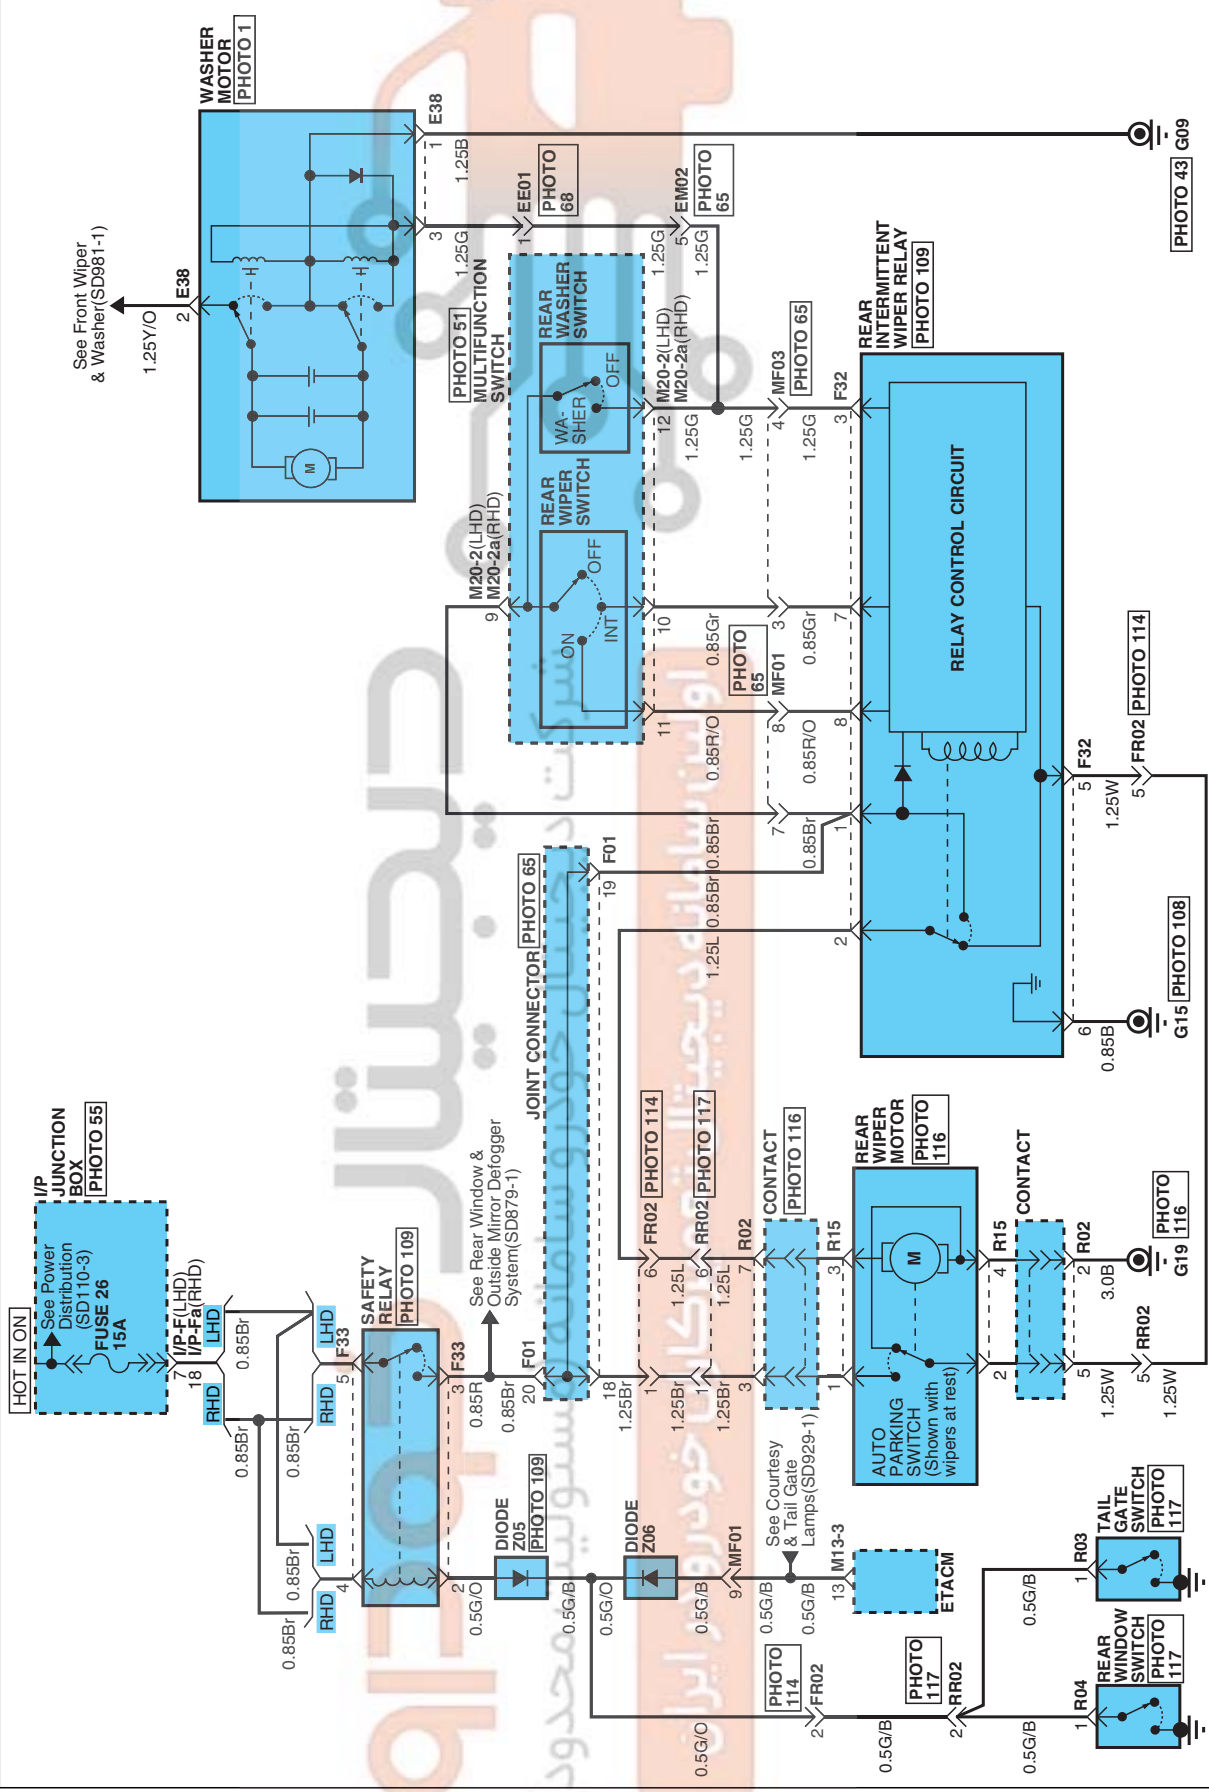 HOT IN ON
I/P
JUNCTION
BOX
PHOTO 55
See Power
Distribution
(SD110-3)
FUSE 26
15A
7
18
I/P-F(LHD)
I/P-Fa(RHD)
RHD
LHD
0.85Br
0.85Br
0.85Br
0.85Br
0.85Br
RHD
LHD
RHD
LHD
4
5
F33
SAFETY
RELAY
PHOTO 109
2
3
F33
0.5G/O
0.85R
See Rear Window &
Outside Mirror Defogger
System(SD879-1)
0.85Br
20
F01
JOINT CONNECTOR
PHOTO 65
18
19
F01
DIODE
Z05
PHOTO 109
0.5G/B
0.5G/O
DIODE
Z06
0.5G/B
9
MF01
0.5G/B
See Courtesy
& Tail Gate
Lamps(SD929-1)
0.5G/B
13
M13-3
ETACM
0.5G/O
PHOTO
114
2
FR02
0.5G/B
PHOTO
117
2
RR02
0.5G/B
0.5G/B
1
R04
REAR
WINDOW
SWITCH
PHOTO
117
1
R03
TAIL
GATE
SWITCH
PHOTO
117
1.25Br
1
6
FR02
PHOTO 114
1.25Br
1.25L
1
6
RR02
PHOTO 117
1.25Br
1.25L
3
7
R02
CONTACT
PHOTO 116
1
3
R15
REAR
WIPER
MOTOR
PHOTO
116
M
AUTO
PARKING
SWITCH
(Shown with
wipers at rest)
2
4
R15
CONTACT
5
2
R02
1.25W
3.0B
5
RR02
1.25W
G19
PHOTO
116
See Front Wiper
& Washer(SD981-1)
1.25Y/O
2
E38
WASHER
MOTOR
PHOTO 1
M
3
1
E38
1.25G
1.25B
1
EE01
PHOTO
68
1.25G
5
EM02
PHOTO
65
1.25G
PHOTO 51
MULTIFUNCTION
SWITCH
M20-2(LHD)
M20-2a(RHD)
9
REAR
WIPER
SWITCH
ON
INT
OFF
REAR
WASHER
SWITCH
WA-
SHER
OFF
11
10
12
M20-2(LHD)
M20-2a(RHD)
1.25L
0.85Br
0.85Br
0.85R/O
0.85Gr
1.25G
1.25G
7
8
MF01
PHOTO
65
3
4
MF03
PHOTO 65
0.85Br
0.85R/O
0.85Gr
1.25G
2
1
8
7
3
F32
REAR
INTERMITTENT
WIPER RELAY
PHOTO 109
RELAY CONTROL CIRCUIT
6
5
F32
0.85B
1.25W
G15
PHOTO 108
5
FR02
PHOTO 114
G09
PHOTO 43